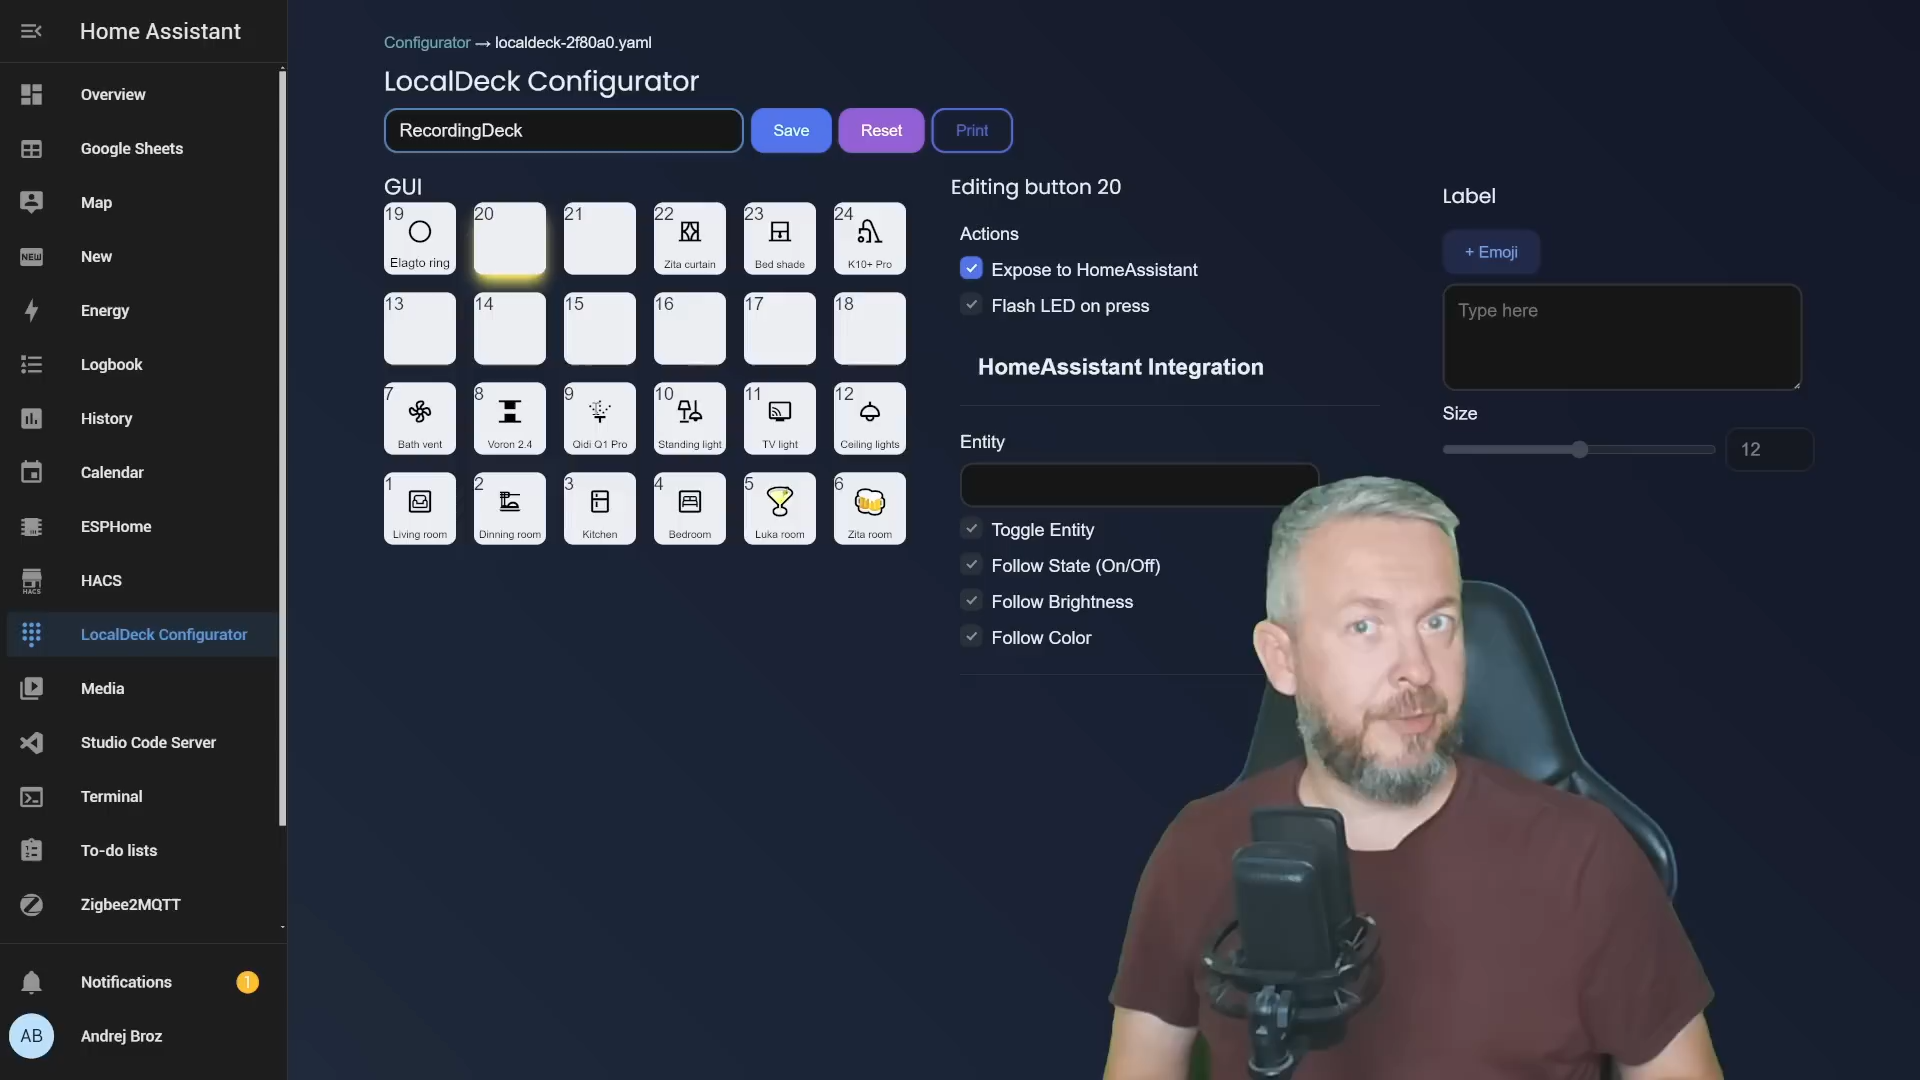 Home Assistant
Overview
Google Sheets
Map
NEW
New
Energy
Logbook
History
Calendar
ESPHome
HACS
HACS
LocalDeck Configurator
Media
Studio Code Server
Terminal
To-do lists
Zigbee2MQTT
Notifications
1
AB
Andrej Broz
Configurator → localdeck-2f80a0.yaml
LocalDeck Configurator
RecordingDeck
Save
Reset
Print
GUI
19
Elagto ring
20
21
22
Zita curtain
23
Bed shade
24
K10+ Pro
13
14
15
16
17
18
7
Bath vent
8
Voron 2.4
9
Qidi Q1 Pro
10
Standing light
11
TV light
12
Ceiling lights
1
Living room
2
Dinning room
3
Kitchen
4
Bedroom
5
Luka room
6
Zita room
Editing button 20
Actions
Expose to HomeAssistant
Flash LED on press
HomeAssistant Integration
Entity
Toggle Entity
Follow State (On/Off)
Follow Brightness
Follow Color
Label
+ Emoji
Type here
Size
12